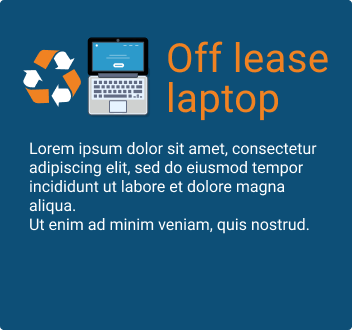 Off lease
laptop
Lorem ipsum dolor sit amet, consectetur
adipiscing elit, sed do eiusmod tempor
incididunt ut labore et dolore magna
aliqua.
Ut enim ad minim veniam, quis nostrud.